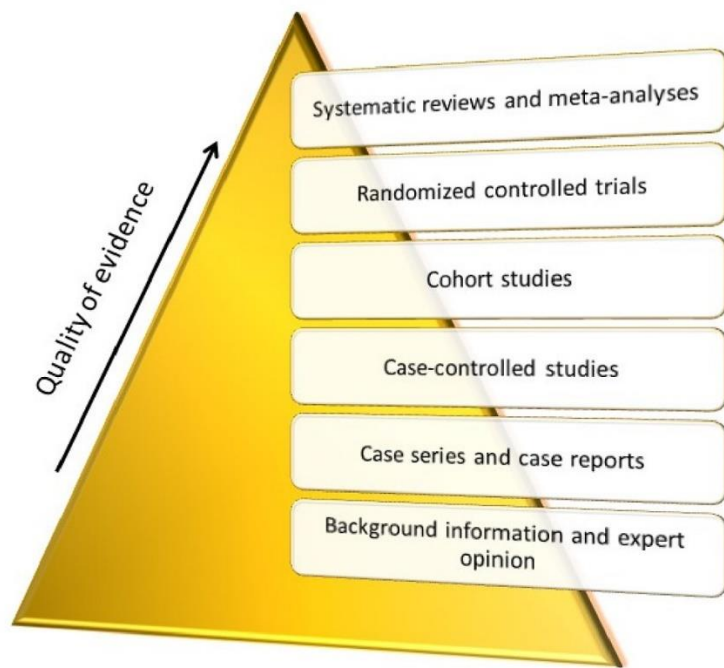 Quality of evidence
Systematic reviews and meta-analyses
Randomized controlled trials
Cohort studies
Case-controlled studies
Case series and case reports
Background information and expert
opinion